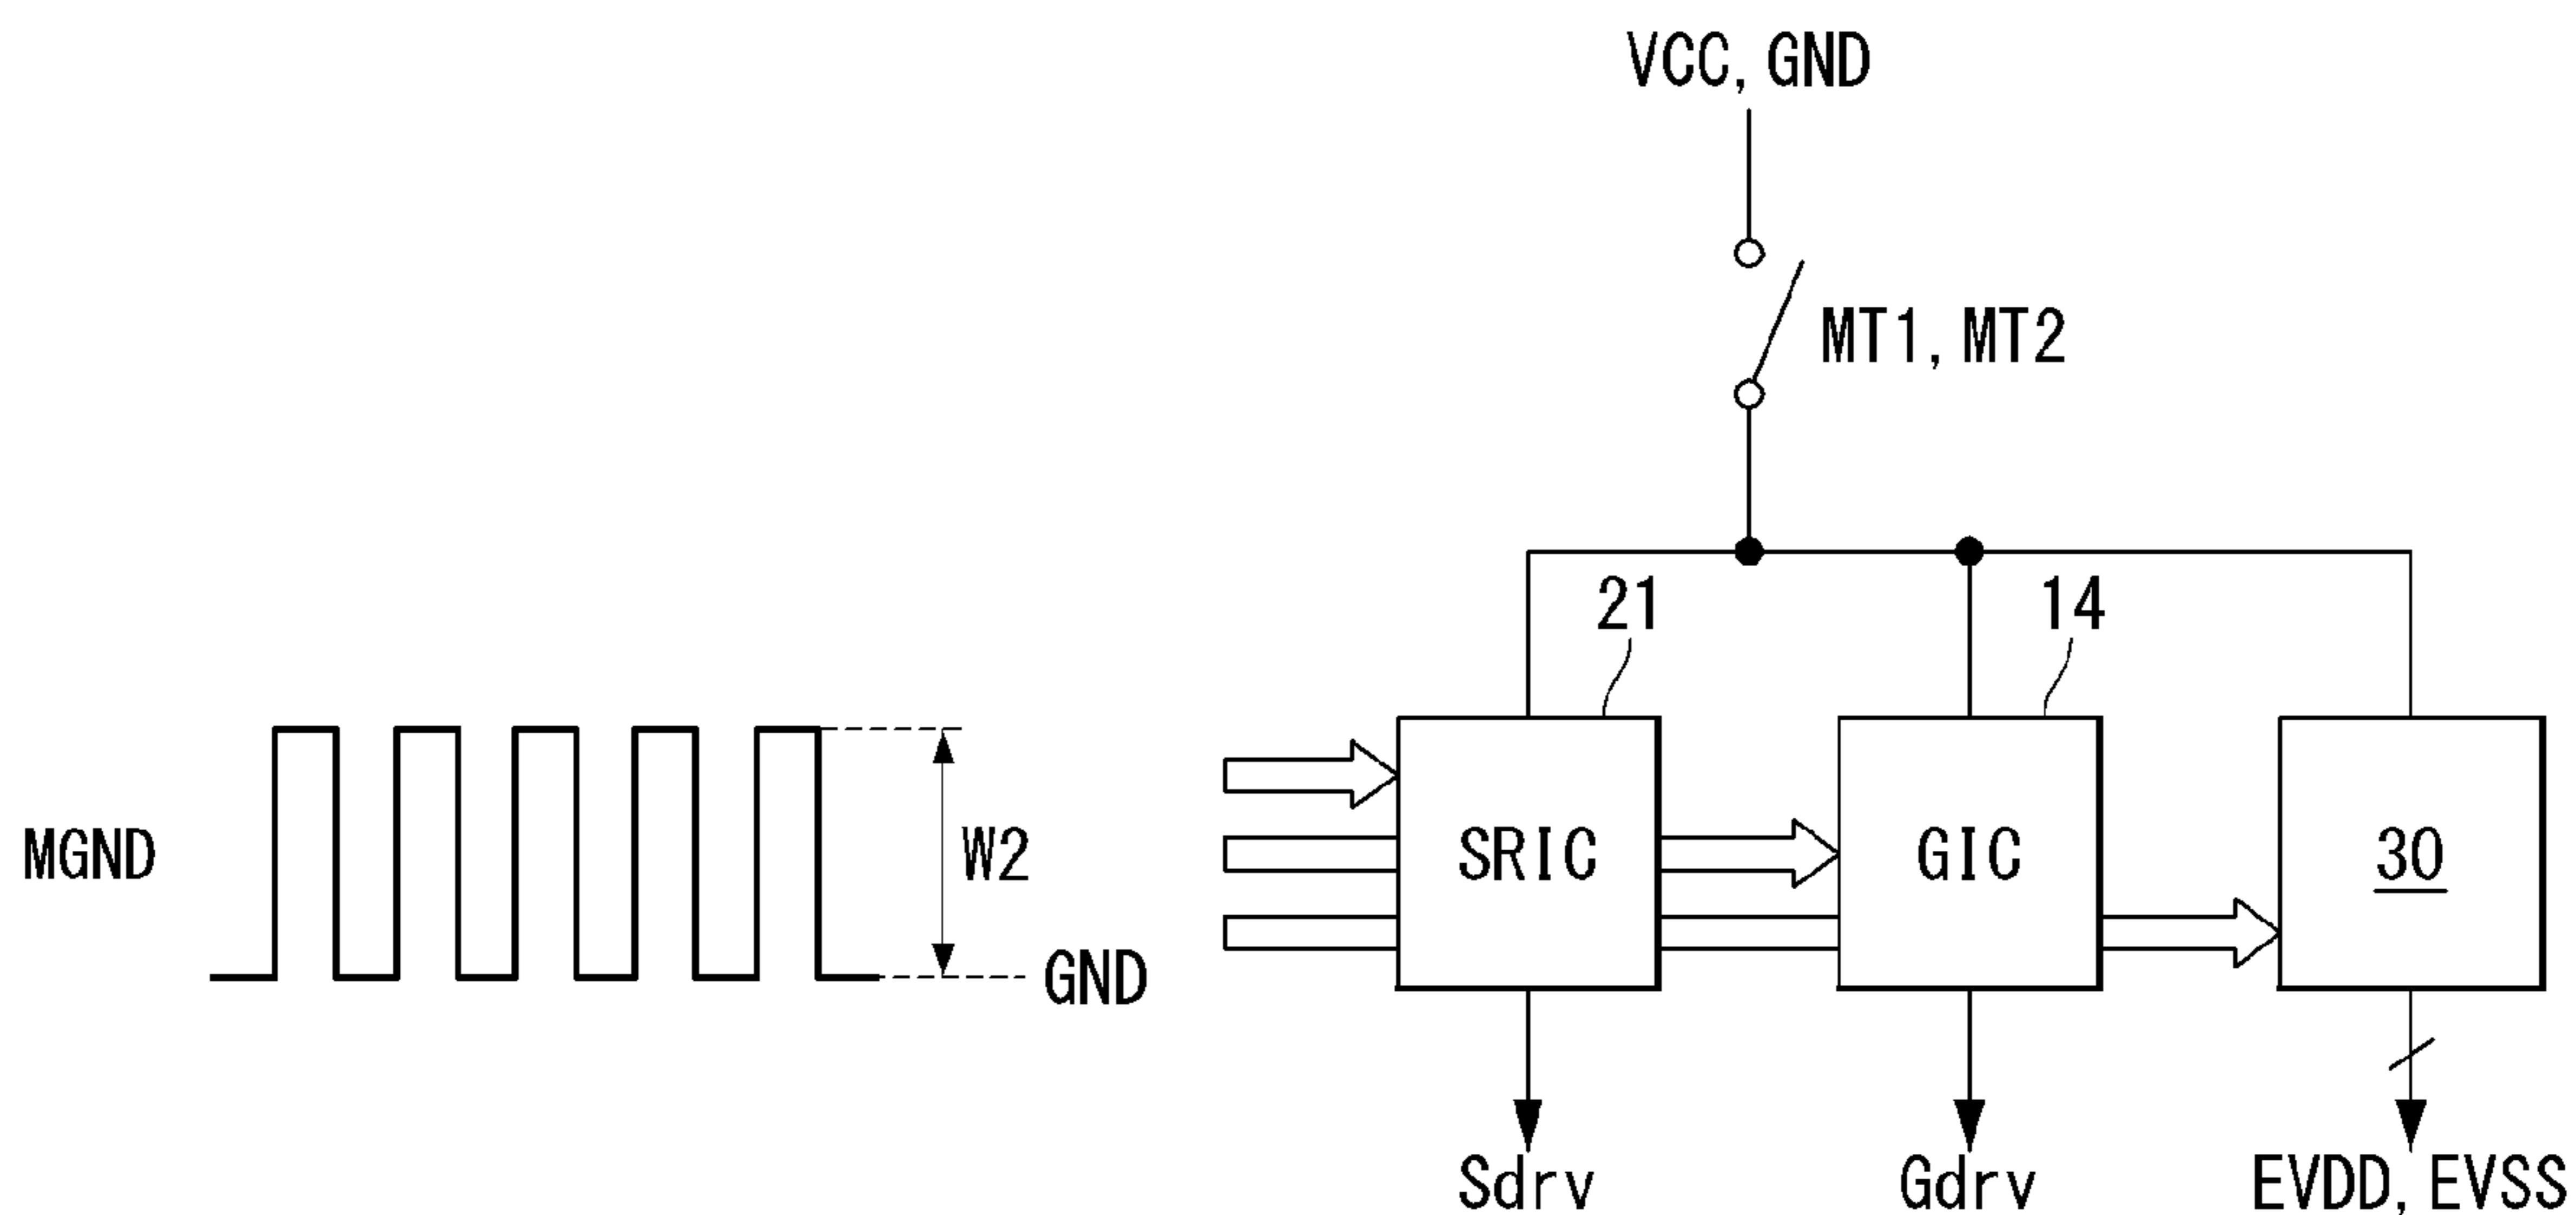 VCC, GND
MT1, MT2
21
14
MGND
W2
GND
SRIC
GIC
30
Sdrv
Gdrv
EVDD, EVSS